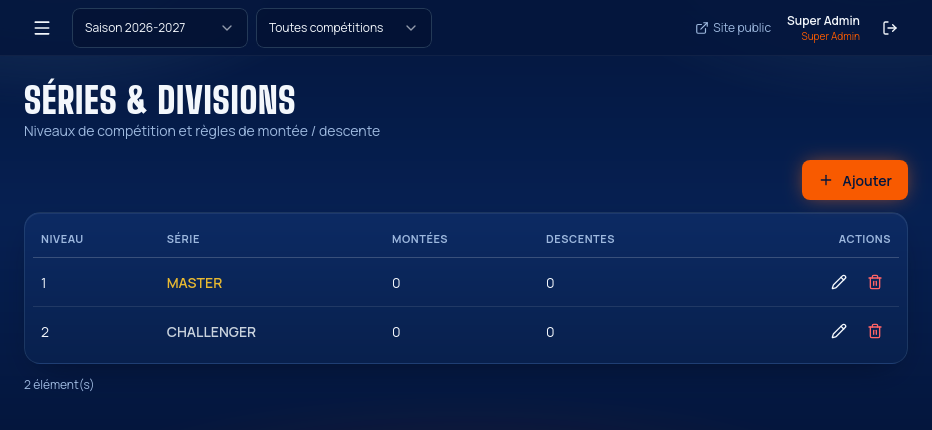 Saison 2026-2027
Toutes compétitions
Site public
Super Admin
Super Admin
SÉRIES & DIVISIONS
Niveaux de compétition et règles de montée / descente
Ajouter
NIVEAU SÉRIE MONTÉES DESCENTES ACTIONS
1 MASTER 0 0
2 CHALLENGER 0 0
2 élément(s)